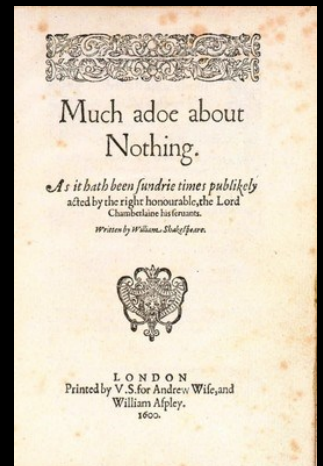 Much adoe about
Nothing.
As it hath been ſundrie times publikely
acted by the right honourable, the Lord
Chamberlaine his ſeruants.
Written by William Shakeſpeare.
LONDON
Printed by V.S. for Andrew Wiſe, and
William Aſpley.
1600.